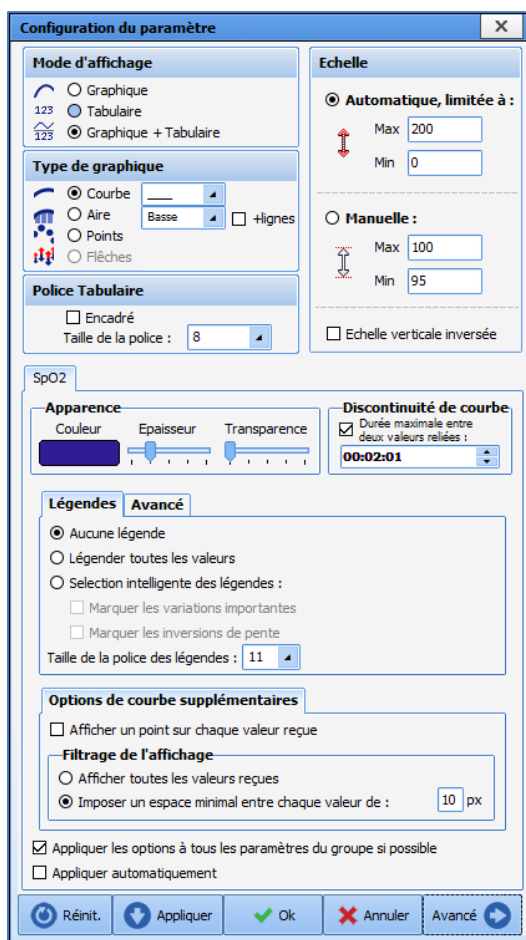 Configuration du paramètre
Mode d'affichage
Graphique
123 Tabulaire
123 Graphique + Tabulaire
Type de graphique
Courbe
Aire Basse +lignes
Points
Flêches
Police Tabulaire
Encadré
Taille de la police : 8
Echelle
Automatique, limitée à :
Max 200
Min 0
Manuelle :
Max 100
Min 95
Echelle verticale inversée
SpO2
Apparence
Couleur Epaisseur Transparence
Discontinuité de courbe
Durée maximale entre
deux valeurs reliées :
00:02:01
Légendes Avancé
Aucune légende
Légender toutes les valeurs
Selection intelligente des légendes :
Marquer les variations importantes
Marquer les inversions de pente
Taille de la police des légendes : 11
Options de courbe supplémentaires
Afficher un point sur chaque valeur reçue
Filtrage de l'affichage
Afficher toutes les valeurs reçues
Imposer un espace minimal entre chaque valeur de : 10 px
Appliquer les options à tous les paramètres du groupe si possible
Appliquer automatiquement
Réinit. Appliquer Ok Annuler Avancé